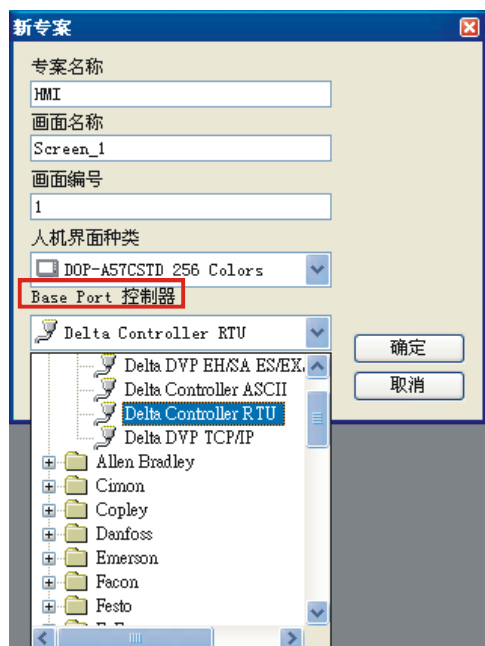 新专案
专案名称
HMI
画面名称
Screen_1
画面编号
1
人机界面种类
DOP-A57CSTD 256 Colors
Base Port 控制器
Delta Controller RTU
确定
取消
Delta DVP EH/SA ES/EX.
Delta Controller ASCII
Delta Controller RTU
Delta DVP TCP/IP
Allen Bradley
Cimon
Copley
Danfoss
Emerson
Facon
Festo